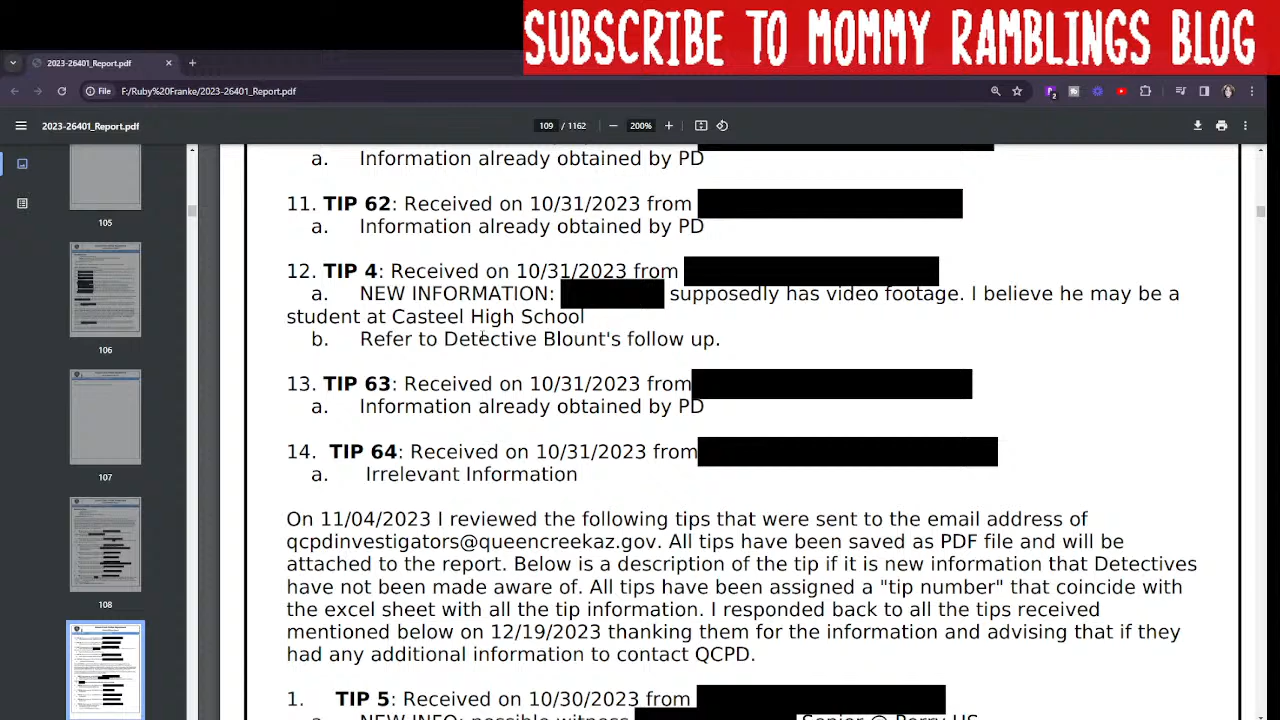 SUBSCRIBE TO MOMMY RAMBLINGS BLOG
2023-26401_Report.pdf
File F:/Ruby%20Franke/2023-26401_Report.pdf
2023-26401_Report.pdf 109 / 1162 200%
a. Information already obtained by PD
11. TIP 62: Received on 10/31/2023 from
a. Information already obtained by PD
12. TIP 4: Received on 10/31/2023 from
a. NEW INFORMATION: supposedly has video footage. I believe he may be a
student at Casteel High School
b. Refer to Detective Blount's follow up.
13. TIP 63: Received on 10/31/2023 from
a. Information already obtained by PD
14. TIP 64: Received on 10/31/2023 from
a. Irrelevant Information
On 11/04/2023 I reviewed the following tips that were sent to the email address of
qcpdinvestigators@queencreekaz.gov. All tips have been saved as PDF file and will be
attached to the report. Below is a description of the tip if it is new information that Detectives
have not been made aware of. All tips have been assigned a "tip number" that coincide with
the excel sheet with all the tip information. I responded back to all the tips received
mentioned below on 11/19/2023 thanking them for the information and advising that if they
had any additional information to contact QCPD.
1. TIP 5: Received on 10/30/2023 from
a. NEW INFO: possible witness Senior @ Perry HS
105
106
107
108